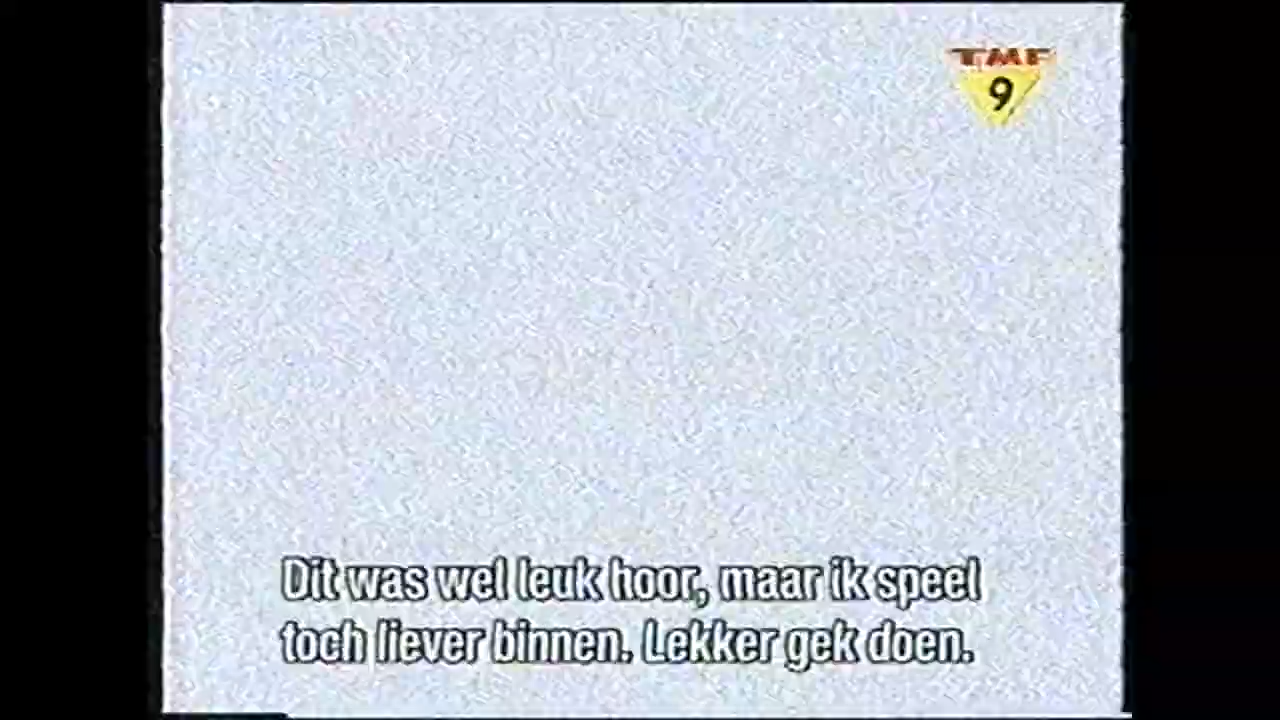 TMF
9
Dit was wel leuk hoor, maar ik speel
toch liever binnen. Lekker gek doen.